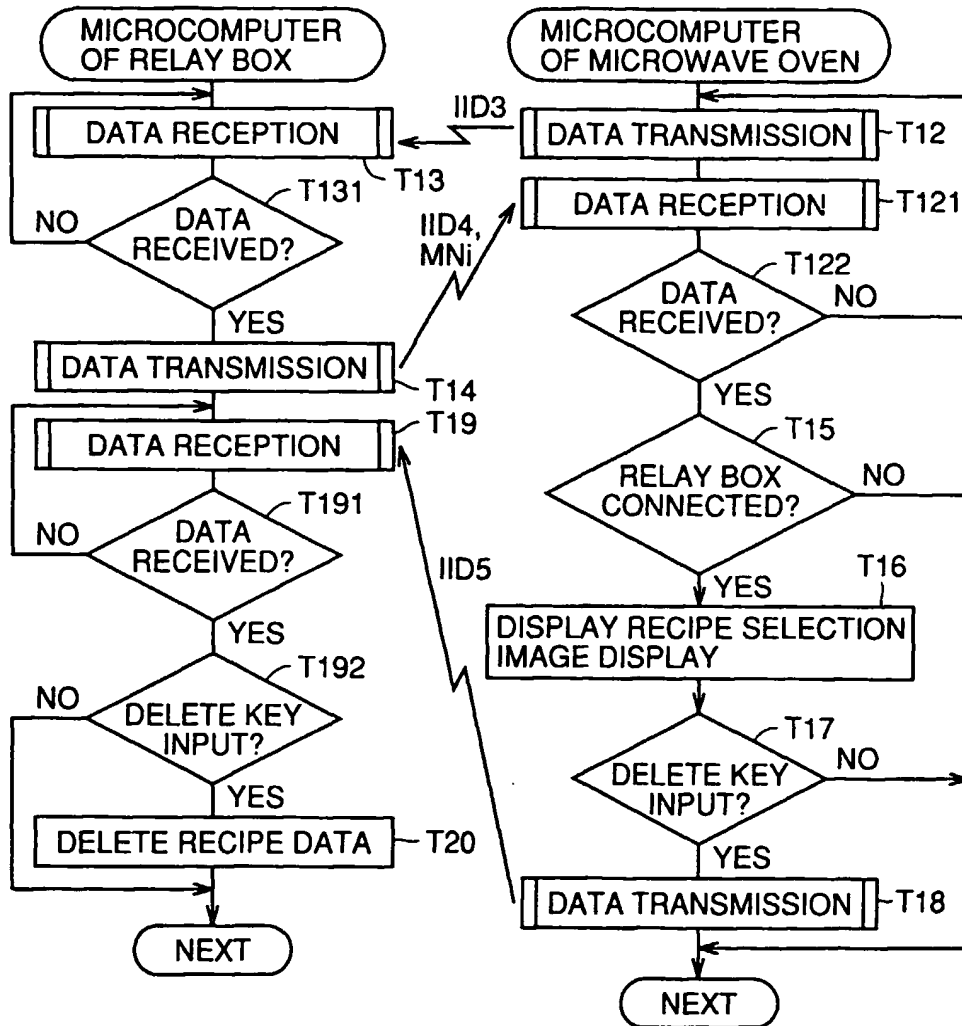 MICROCOMPUTER
OF RELAY BOX
DATA RECEPTION
T13
T131
DATA
RECEIVED?
NO
YES
DATA TRANSMISSION
T14
DATA RECEPTION
T19
T191
DATA
RECEIVED?
NO
YES
T192
DELETE KEY
INPUT?
NO
YES
DELETE RECIPE DATA
T20
NEXT
IID3
IID4,
MNi
IID5
MICROCOMPUTER
OF MICROWAVE OVEN
DATA TRANSMISSION
T12
DATA RECEPTION
T121
T122
DATA
RECEIVED?
NO
YES
T15
RELAY BOX
CONNECTED?
NO
YES
T16
DISPLAY RECIPE SELECTION
IMAGE DISPLAY
T17
DELETE KEY
INPUT?
NO
YES
DATA TRANSMISSION
T18
NEXT